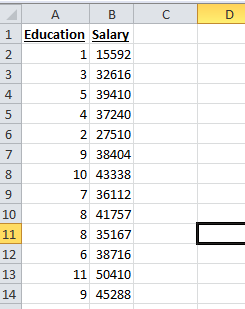 A B C D
1 Education Salary
2 1 15592
3 3 32616
4 5 39410
5 4 37240
6 2 27510
7 9 38404
8 10 43338
9 7 36112
10 8 41757
11 8 35167
12 6 38716
13 11 50410
14 9 45288